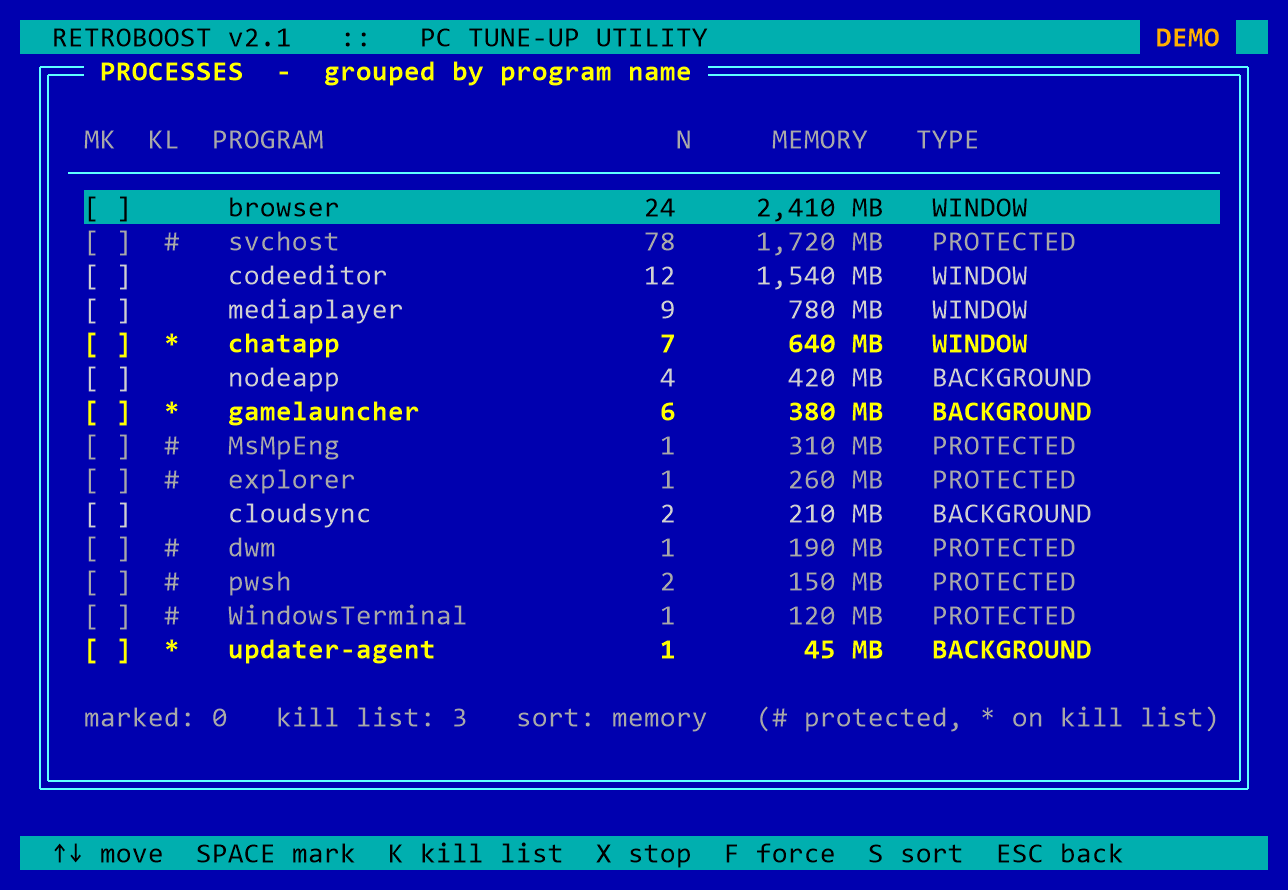 RETROBOOST v2.1 :: PC TUNE-UP UTILITY DEMO
PROCESSES - grouped by program name
MK KL PROGRAM N MEMORY TYPE
[ ] browser 24 2,410 MB WINDOW
[ ] # svchost 78 1,720 MB PROTECTED
[ ] codeeditor 12 1,540 MB WINDOW
[ ] mediaplayer 9 780 MB WINDOW
[ ] * chatapp 7 640 MB WINDOW
[ ] nodeapp 4 420 MB BACKGROUND
[ ] * gamelauncher 6 380 MB BACKGROUND
[ ] # MsMpEng 1 310 MB PROTECTED
[ ] # explorer 1 260 MB PROTECTED
[ ] cloudsync 2 210 MB BACKGROUND
[ ] # dwm 1 190 MB PROTECTED
[ ] # pwsh 2 150 MB PROTECTED
[ ] # WindowsTerminal 1 120 MB PROTECTED
[ ] * updater-agent 1 45 MB BACKGROUND
marked: 0 kill list: 3 sort: memory (# protected, * on kill list)
↑↓ move SPACE mark K kill list X stop F force S sort ESC back